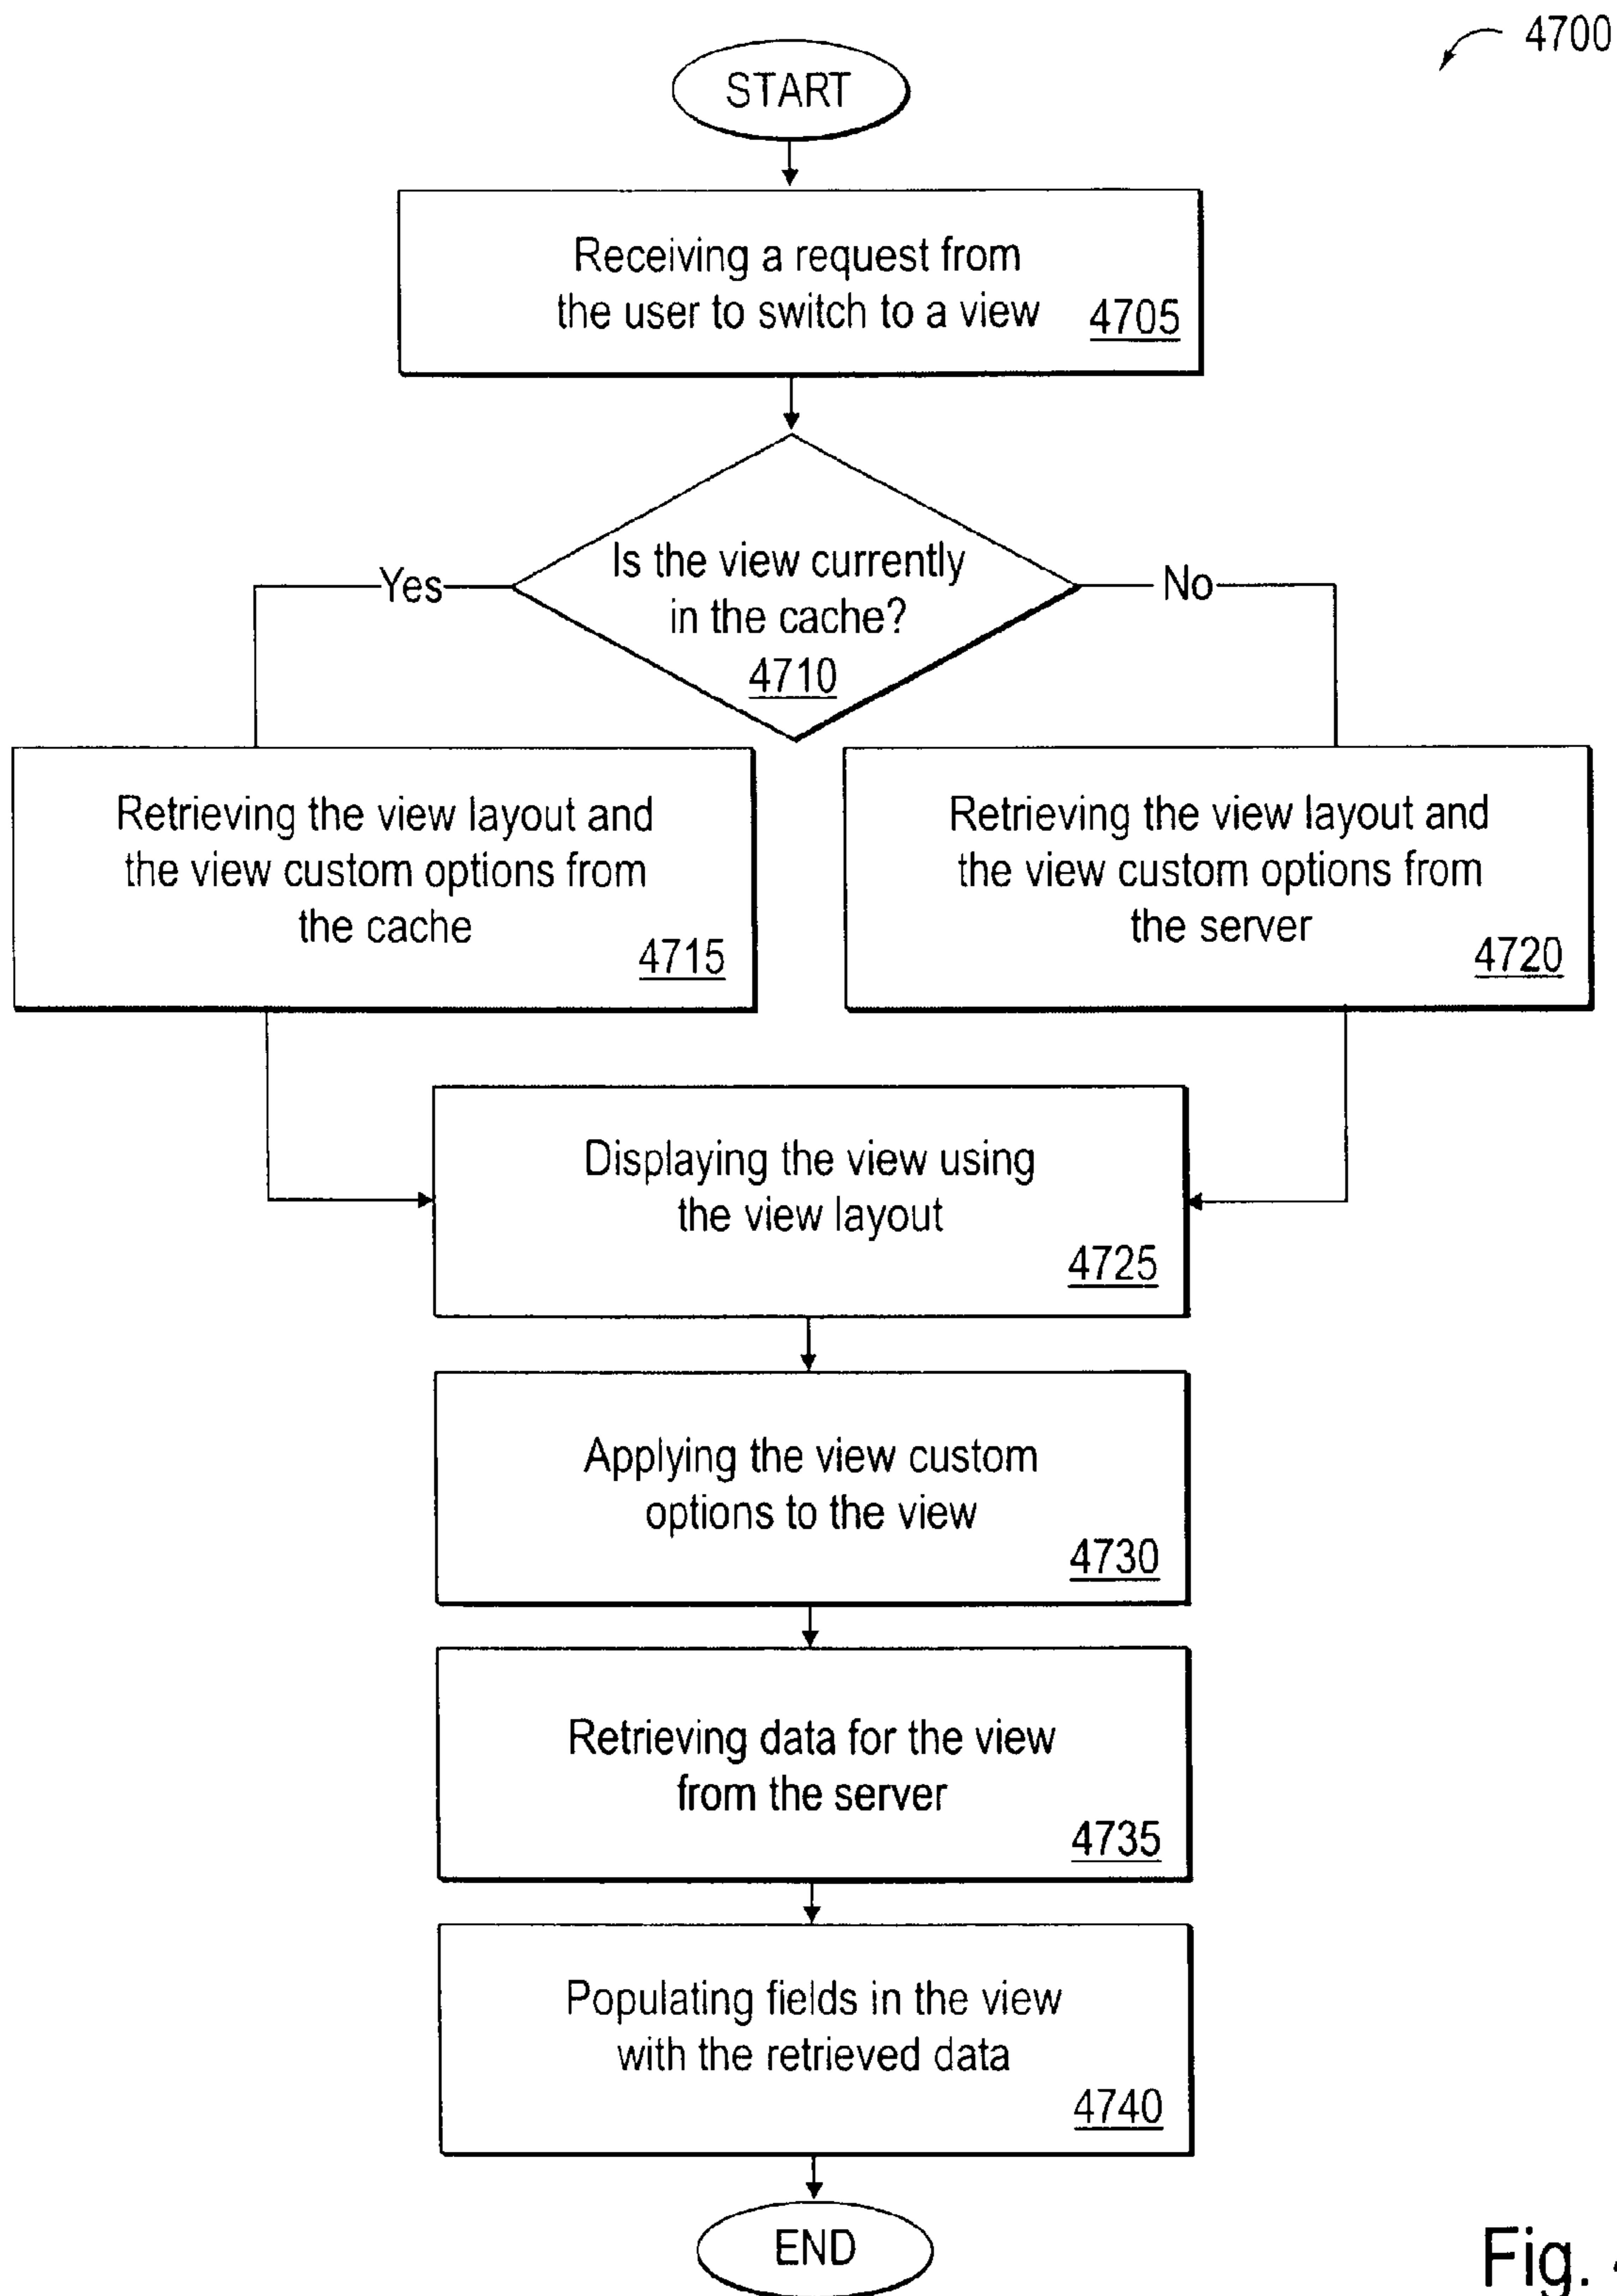 4700
START
Receiving a request from
the user to switch to a view
4705
Is the view currently
in the cache?
4710
Yes
No
Retrieving the view layout and
the view custom options from
the cache
4715
Retrieving the view layout and
the view custom options from
the server
4720
Displaying the view using
the view layout
4725
Applying the view custom
options to the view
4730
Retrieving data for the view
from the server
4735
Populating fields in the view
with the retrieved data
4740
END
Fig.